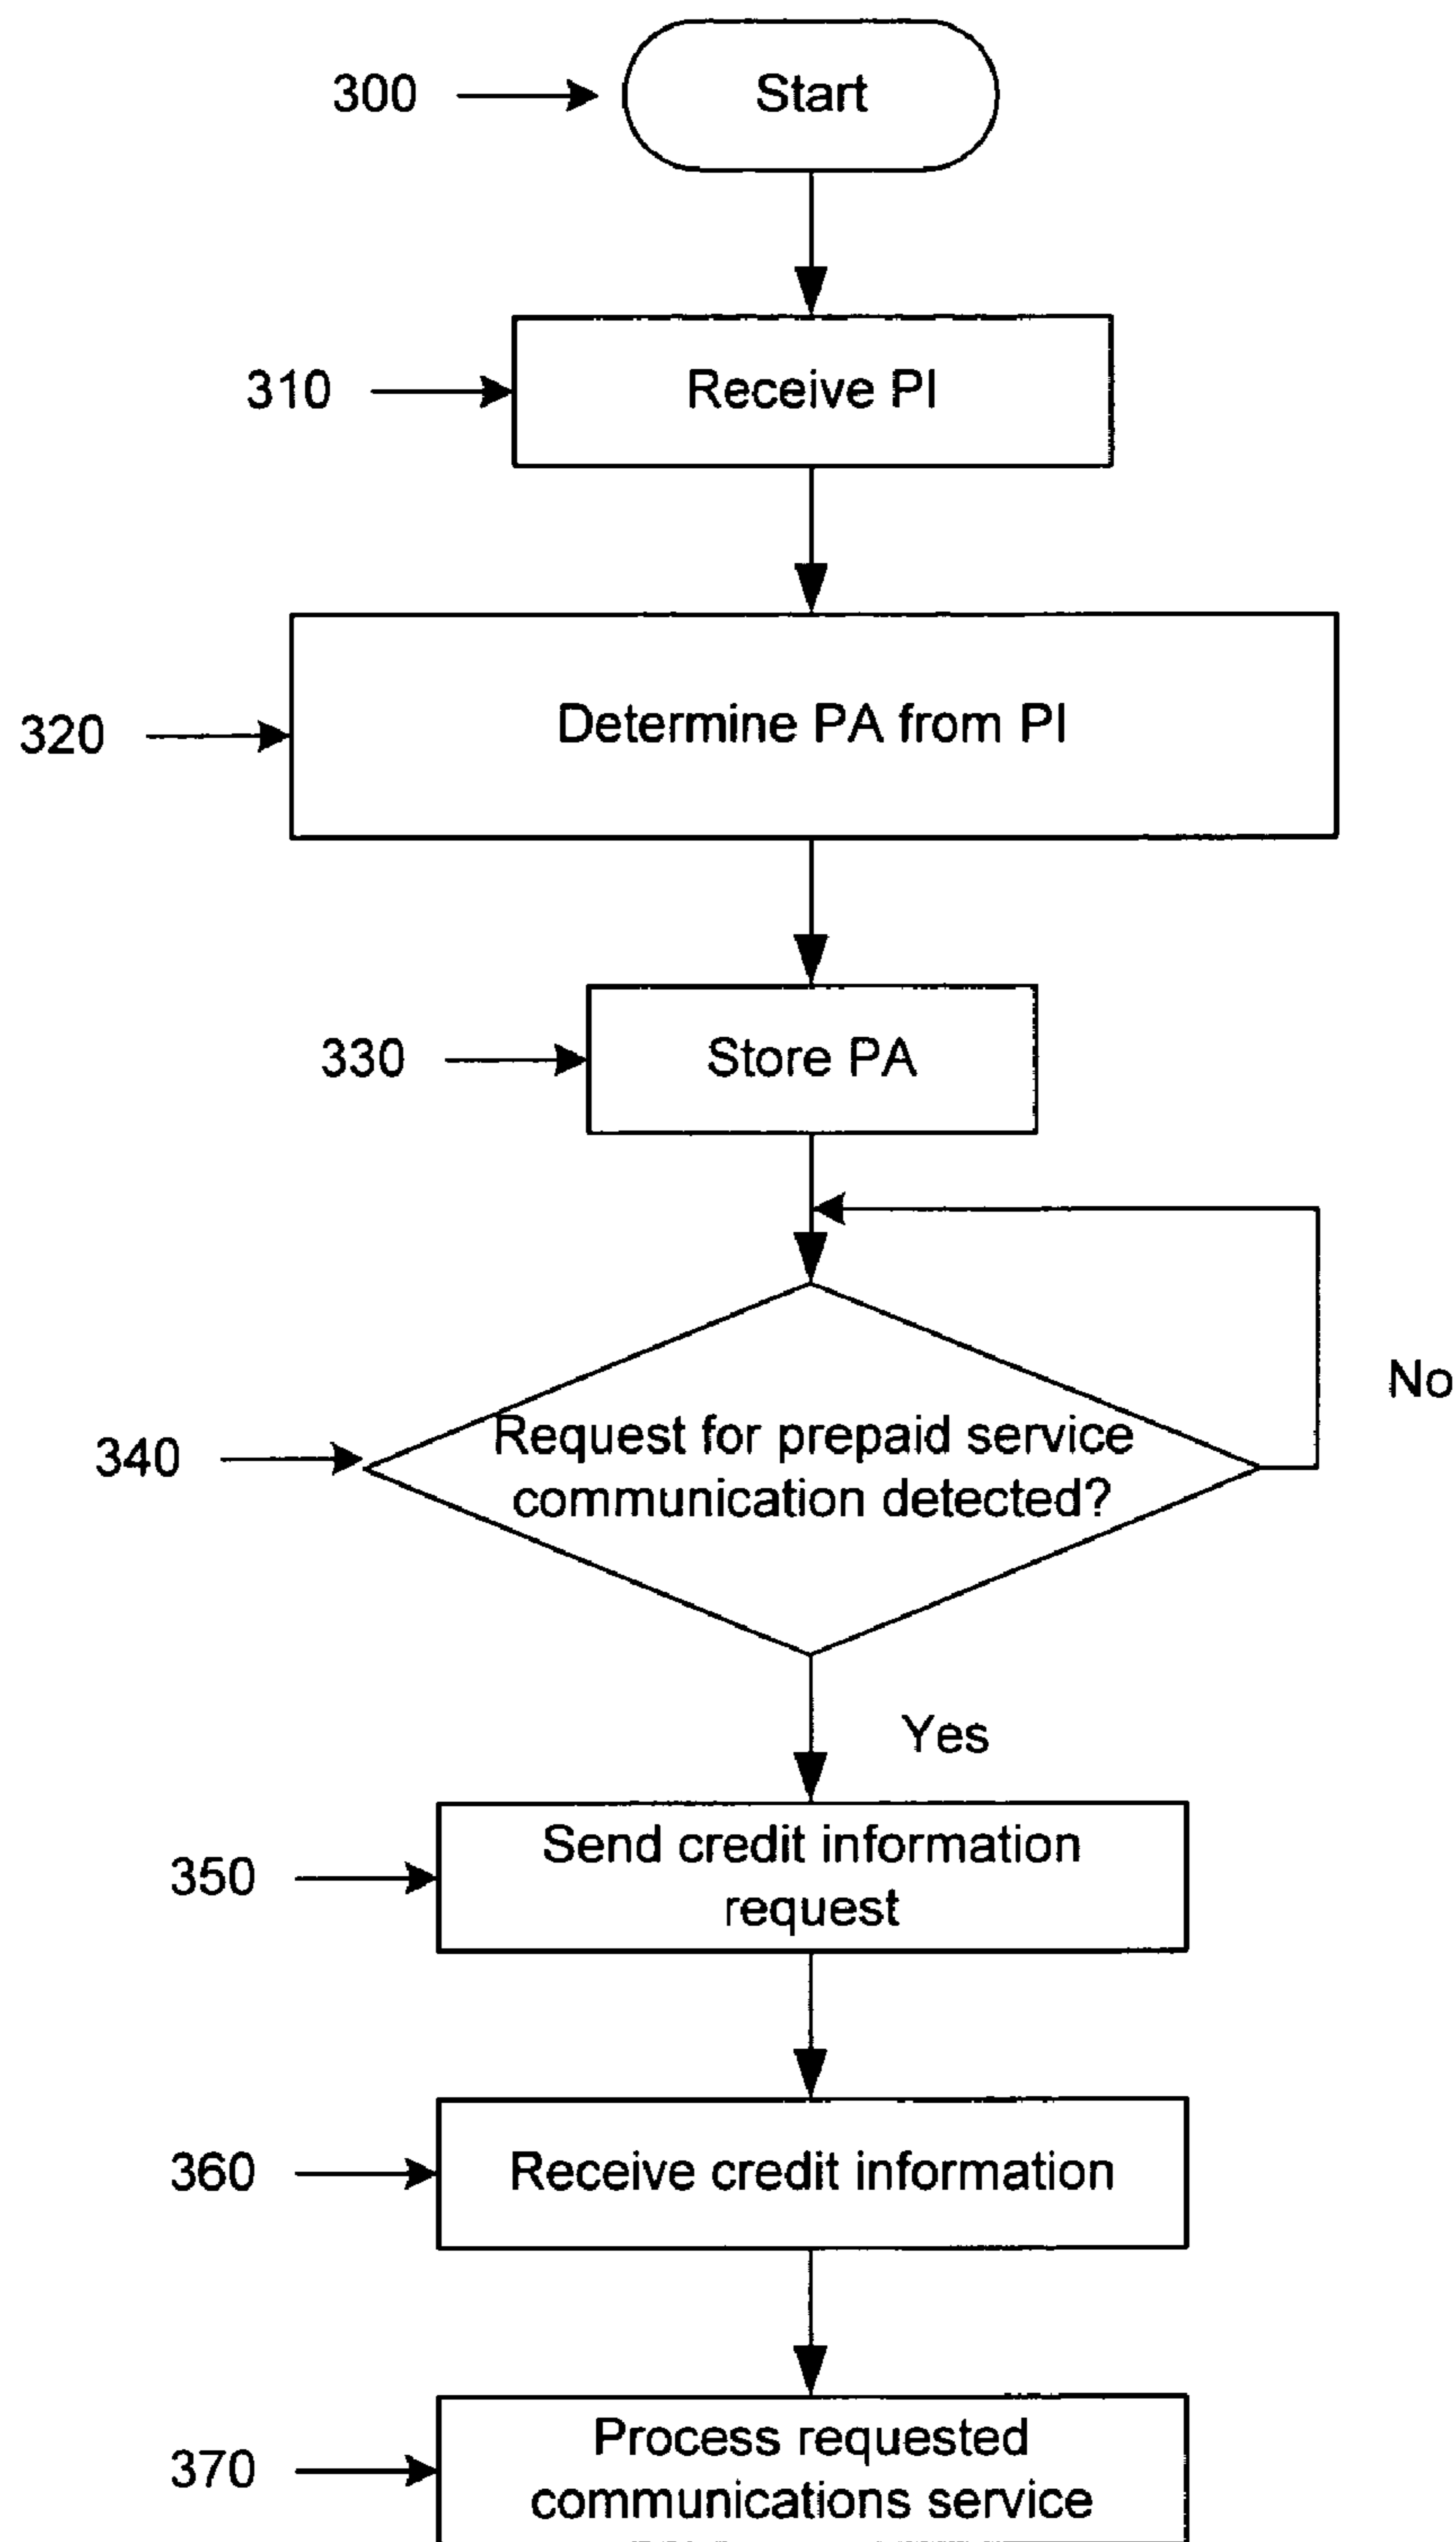 300
Start
310
Receive PI
320
Determine PA from PI
330
Store PA
No
340
Request for prepaid service
communication detected?
Yes
350
Send credit information
request
360
Receive credit information
370
Process requested
communications service